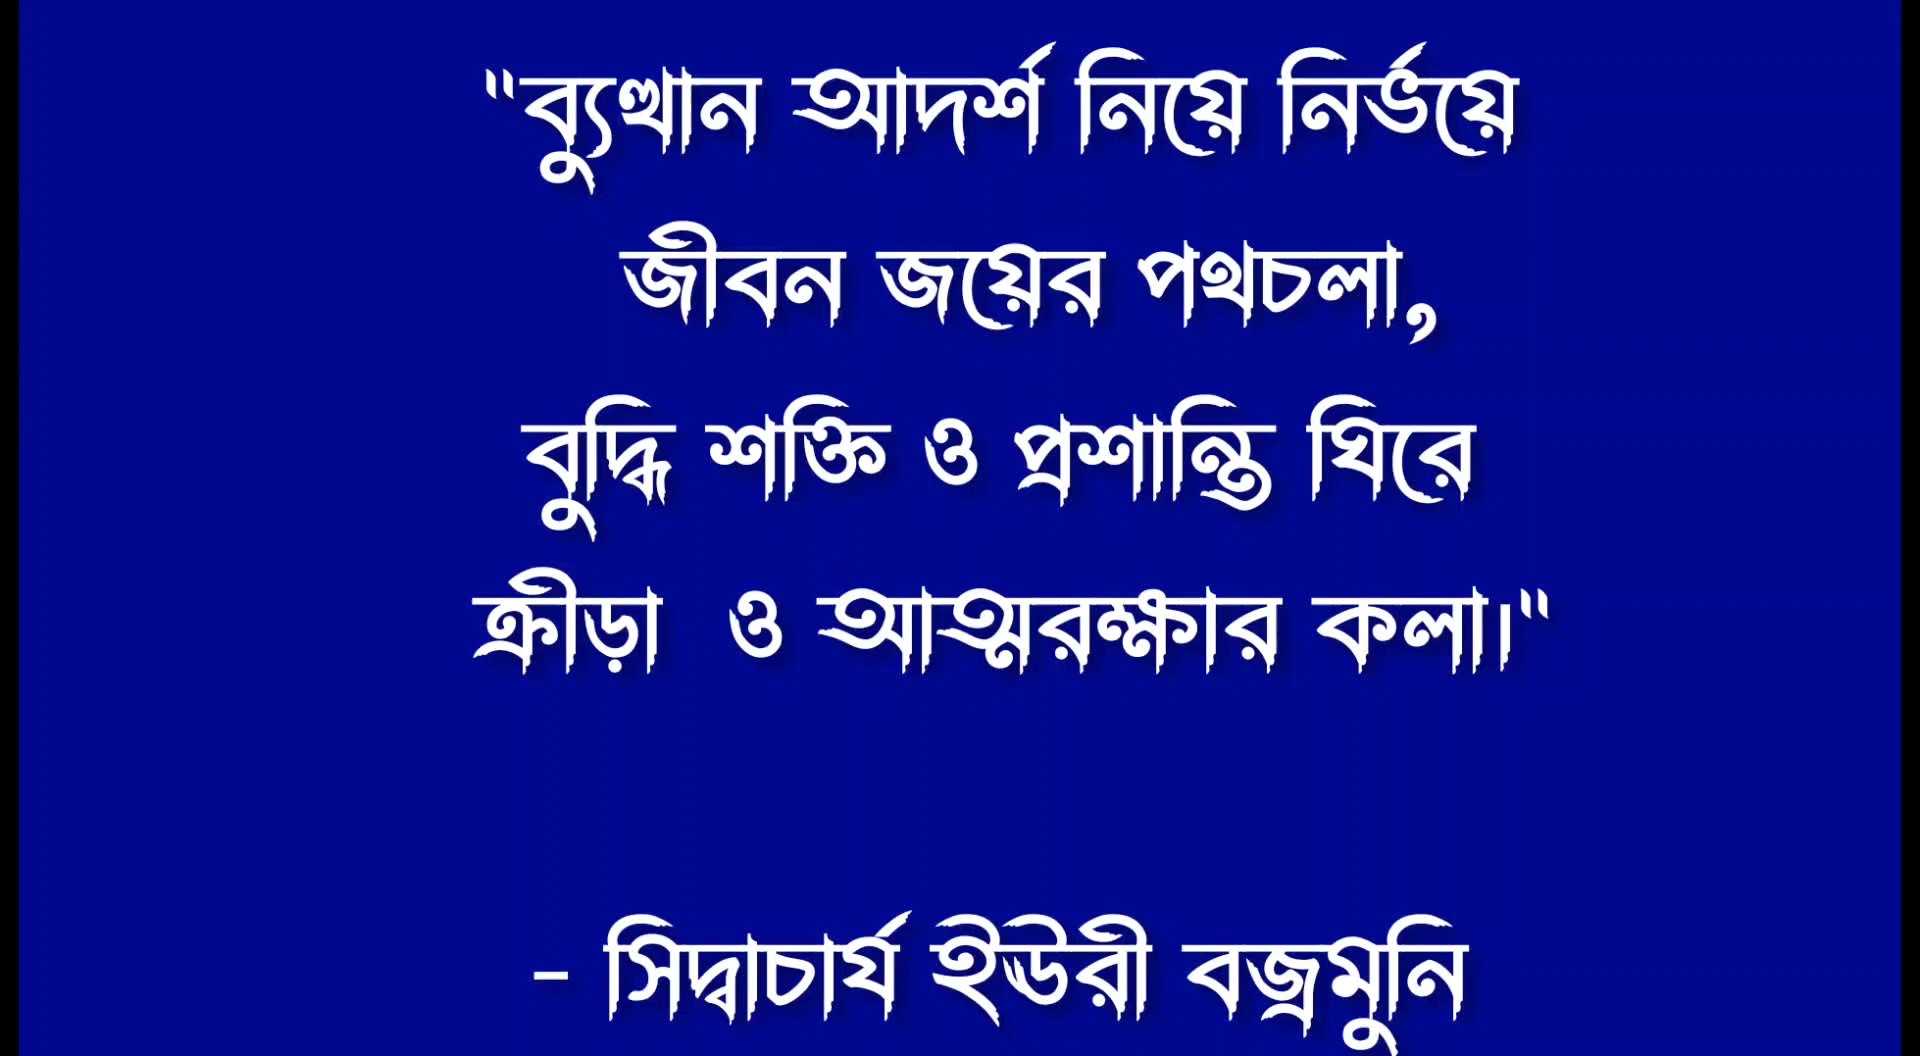 "ব্যুত্থান আদর্শ নিয়ে নির্ভয়ে
জীবন জয়ের পথচলা,
বুদ্ধি শক্তি ও প্রশান্তি ঘিরে
ক্রীড়া ও আত্মরক্ষার কলা।"
- সিদ্বাচার্য ইউরী বজ্রমুনি